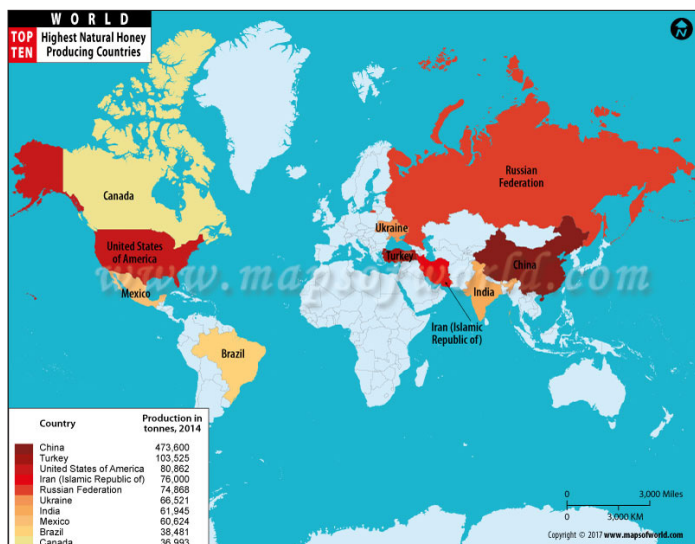 WORLD
TOP TEN
Highest Natural Honey
Producing Countries
N
Russian
Federation
Canada
Ukraine
United States
of America
Turkey
China
www.mapsofworld.com
Mexico
India
Iran (Islamic
Republic of)
Brazil
Country Production in
tonnes, 2014
China 473,600
Turkey 103,525
United States of America 80,862
Iran (Islamic Republic of) 76,000
Russian Federation 74,868
Ukraine 66,521
India 61,945
Mexico 60,624
Brazil 38,481
Canada 36,993
0 3,000 Miles
0 3,000 KM
Copyright © 2017 www.mapsofworld.com